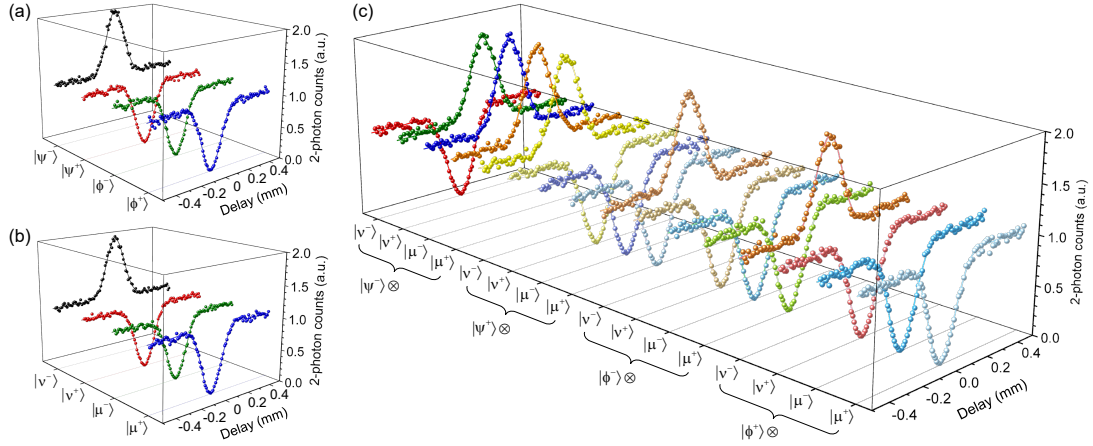 (a)
2.0
1.5
1.0
0.5
0.0
2-photon counts (a.u.)
|ψ⁻⟩
|ψ⁺⟩
|ϕ⁻⟩
|ϕ⁺⟩
-0.4
-0.2
0
0.2
0.4
Delay (mm)
(b)
2.0
1.5
1.0
0.5
0.0
2-photon counts (a.u.)
|ν⁻⟩
|ν⁺⟩
|μ⁻⟩
|μ⁺⟩
-0.4
-0.2
0
0.2
0.4
Delay (mm)
(c)
2.0
1.5
1.0
0.5
0.0
2-photon counts (a.u.)
|ν⁻⟩
|ν⁺⟩
|μ⁻⟩
|μ⁺⟩
|ψ⁻⟩⊗
|ν⁻⟩
|ν⁺⟩
|μ⁻⟩
|μ⁺⟩
|ψ⁺⟩⊗
|ν⁻⟩
|ν⁺⟩
|μ⁻⟩
|μ⁺⟩
|ϕ⁻⟩⊗
|ν⁻⟩
|ν⁺⟩
|μ⁻⟩
|μ⁺⟩
|ϕ⁺⟩⊗
-0.4
-0.2
0.0
0.2
0.4
Delay (mm)